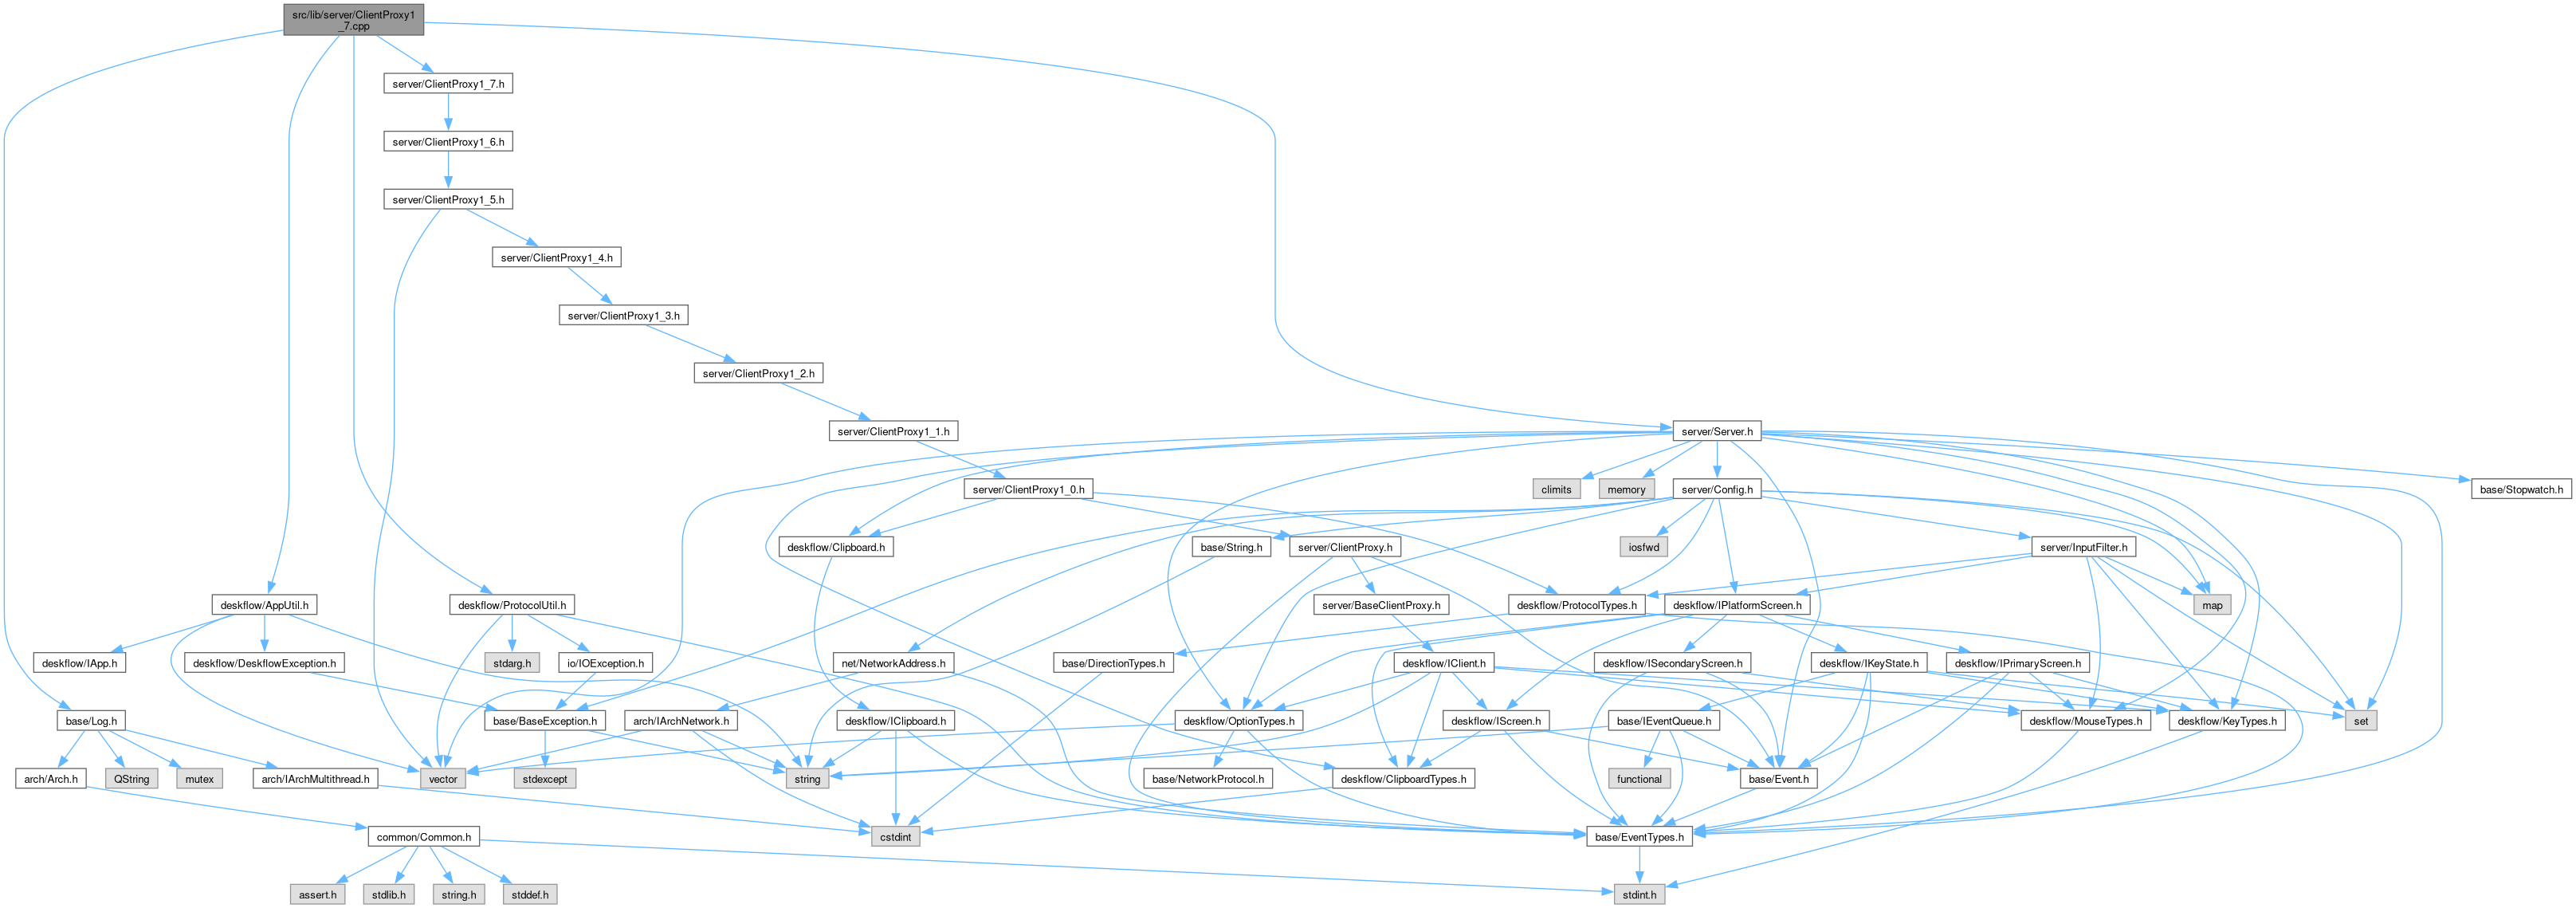 src/lib/server/ClientProxy1
_7.cpp
server/ClientProxy1_7.h
server/ClientProxy1_6.h
server/ClientProxy1_5.h
server/ClientProxy1_4.h
server/ClientProxy1_3.h
server/ClientProxy1_2.h
server/ClientProxy1_1.h
server/Server.h
server/ClientProxy1_0.h
climits
memory
server/Config.h
base/Stopwatch.h
deskflow/Clipboard.h
base/String.h
server/ClientProxy.h
iosfwd
server/InputFilter.h
deskflow/AppUtil.h
deskflow/ProtocolUtil.h
server/BaseClientProxy.h
deskflow/ProtocolTypes.h
deskflow/IPlatformScreen.h
map
deskflow/IApp.h
deskflow/DeskflowException.h
stdarg.h
io/IOException.h
net/NetworkAddress.h
base/DirectionTypes.h
deskflow/IClient.h
deskflow/ISecondaryScreen.h
deskflow/IKeyState.h
deskflow/IPrimaryScreen.h
base/Log.h
base/BaseException.h
arch/IArchNetwork.h
deskflow/IClipboard.h
deskflow/OptionTypes.h
deskflow/IScreen.h
base/IEventQueue.h
deskflow/MouseTypes.h
deskflow/KeyTypes.h
set
arch/Arch.h
QString
mutex
arch/IArchMultithread.h
vector
stdexcept
string
base/NetworkProtocol.h
deskflow/ClipboardTypes.h
functional
base/Event.h
common/Common.h
cstdint
base/EventTypes.h
assert.h
stdlib.h
string.h
stddef.h
stdint.h